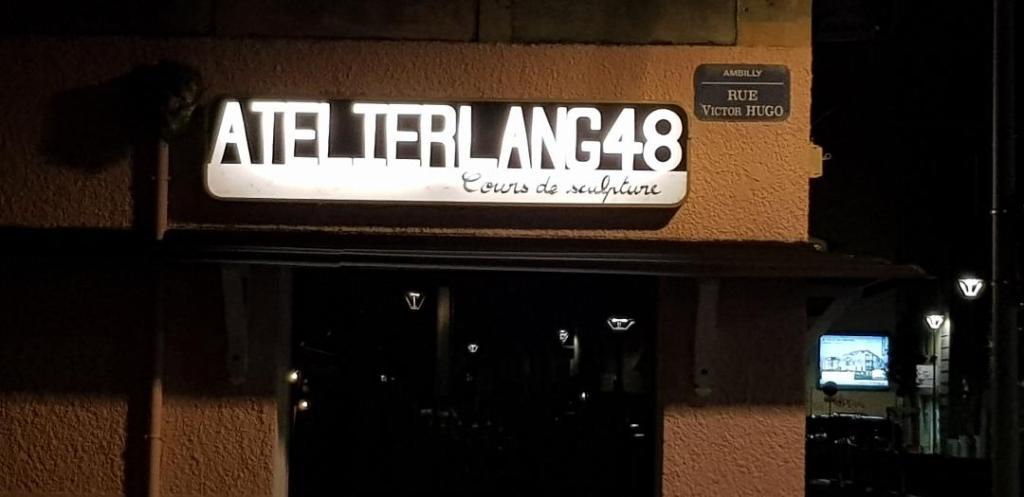 ATELIERLANG48
Cours de sculpture
AMBILLY
RUE
VICTOR HUGO